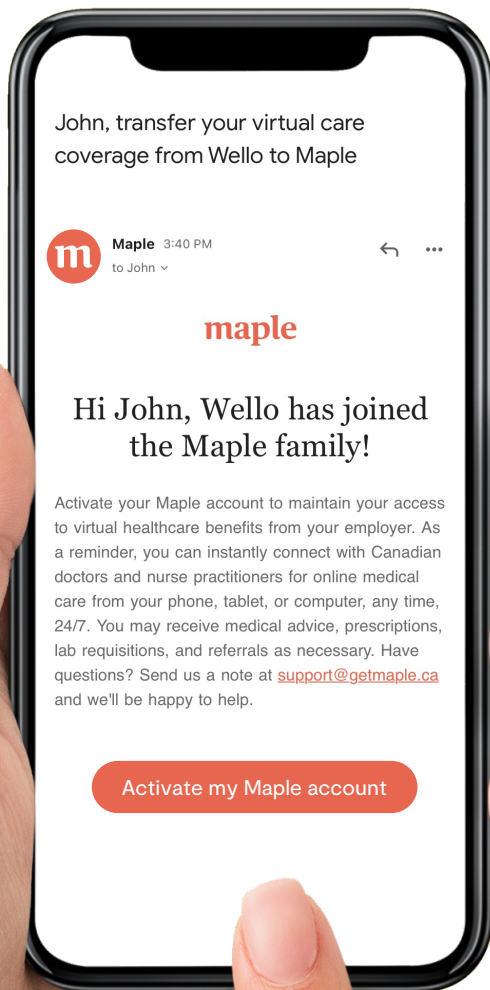 John, transfer your virtual care
coverage from Wello to Maple
m
Maple 3:40 PM
to John
maple
Hi John, Wello has joined
the Maple family!
Activate your Maple account to maintain your access
to virtual healthcare benefits from your employer. As
a reminder, you can instantly connect with Canadian
doctors and nurse practitioners for online medical
care from your phone, tablet, or computer, any time,
24/7. You may receive medical advice, prescriptions,
lab requisitions, and referrals as necessary. Have
questions? Send us a note at support@getmaple.ca
and we'll be happy to help.
Activate my Maple account